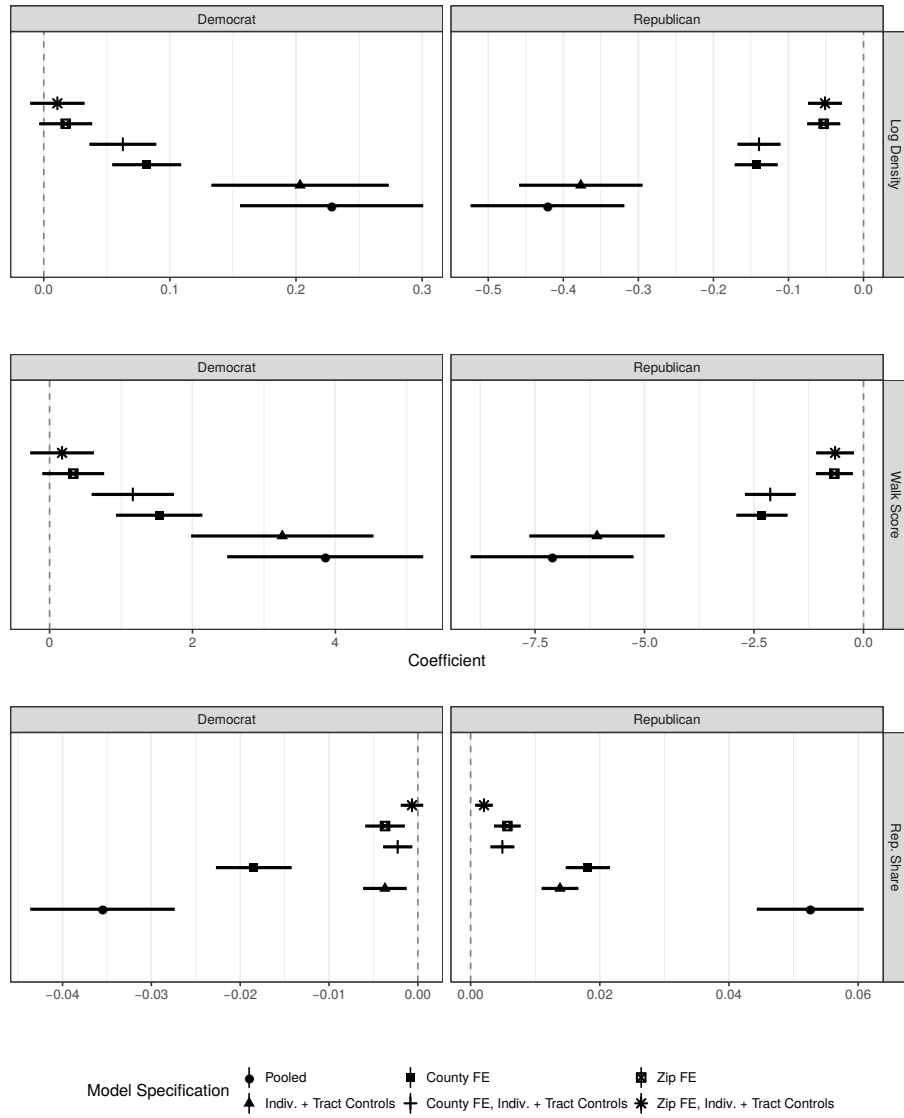 Democrat
Republican
Log Density
0.0 0.1 0.2 0.3
−0.5 −0.4 −0.3 −0.2 −0.1 0.0
Democrat
Republican
Walk Score
0 2 4
−7.5 −5.0 −2.5 0.0
Coefficient
Democrat
Republican
Rep. Share
−0.04 −0.03 −0.02 −0.01 0.00
0.00 0.02 0.04 0.06
Model Specification
Pooled
County FE
Zip FE
Indiv. + Tract Controls
County FE, Indiv. + Tract Controls
Zip FE, Indiv. + Tract Controls